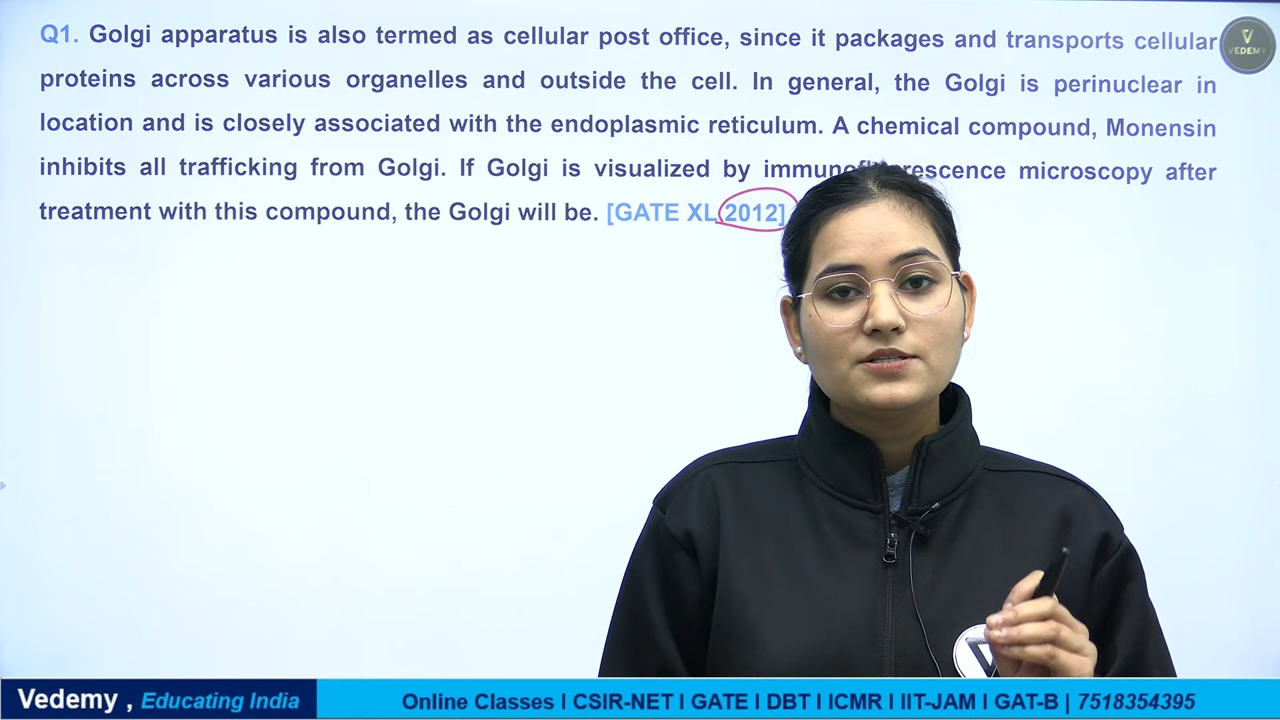 Q1. Golgi apparatus is also termed as cellular post office, since it packages and transports cellular
proteins across various organelles and outside the cell. In general, the Golgi is perinuclear in
location and is closely associated with the endoplasmic reticulum. A chemical compound, Monensin
inhibits all trafficking from Golgi. If Golgi is visualized by immunofluorescence microscopy after
treatment with this compound, the Golgi will be. [GATE XL 2012]
V
VEDEMY
Vedemy , Educating India
Online Classes I CSIR-NET I GATE I DBT I ICMR I IIT-JAM I GAT-B | 7518354395